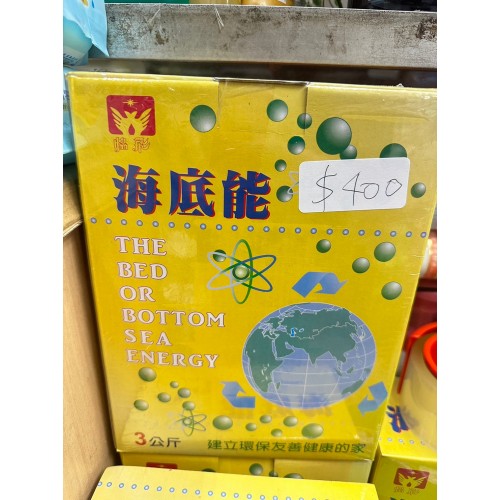 海底能
$400
THE
BED
OR
BOTTOM
SEA
ENERGY
3公斤
建立環保友善健康的家